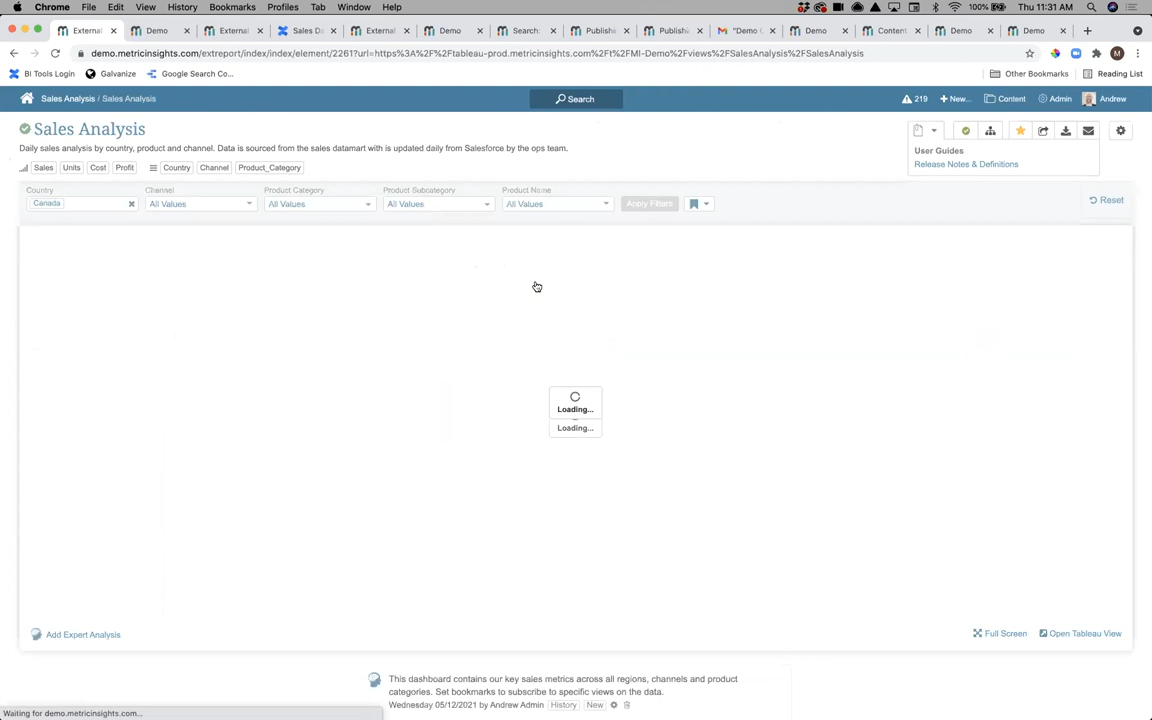 Chrome File Edit View History Bookmarks Profiles Tab Window Help 100% Thu 11:31 AM
External Demo External Sales Da External Demo Search: Publishi Publishi "Demo Demo Content Demo Demo
demo.metricinsights.com/extreport/index/index/element/2261?url=https%3A%2F%2Ftableau-prod.metricinsights.com%2Ft%2FMI-Demo%2Fviews%2FSalesAnalysis%2FSalesAnalysis M
BI Tools Login Galvanize Google Search Co... Other Bookmarks Reading List
Sales Analysis / Sales Analysis Search 219 + New... Content Admin Andrew
Sales Analysis
Daily sales analysis by country, product and channel. Data is sourced from the sales datamart with is updated daily from Salesforce by the ops team.
User Guides
Release Notes & Definitions
Sales Units Cost Profit Country Channel Product_Category
Country Channel Product Category Product Subcategory Product Name
Canada All Values All Values All Values All Values Apply Filters Reset
Loading...
Loading...
Add Expert Analysis Full Screen Open Tableau View
This dashboard contains our key sales metrics across all regions, channels and product
categories. Set bookmarks to subscribe to specific views on the data.
Wednesday 05/12/2021 by Andrew Admin History New
Waiting for demo.metricinsights.com...